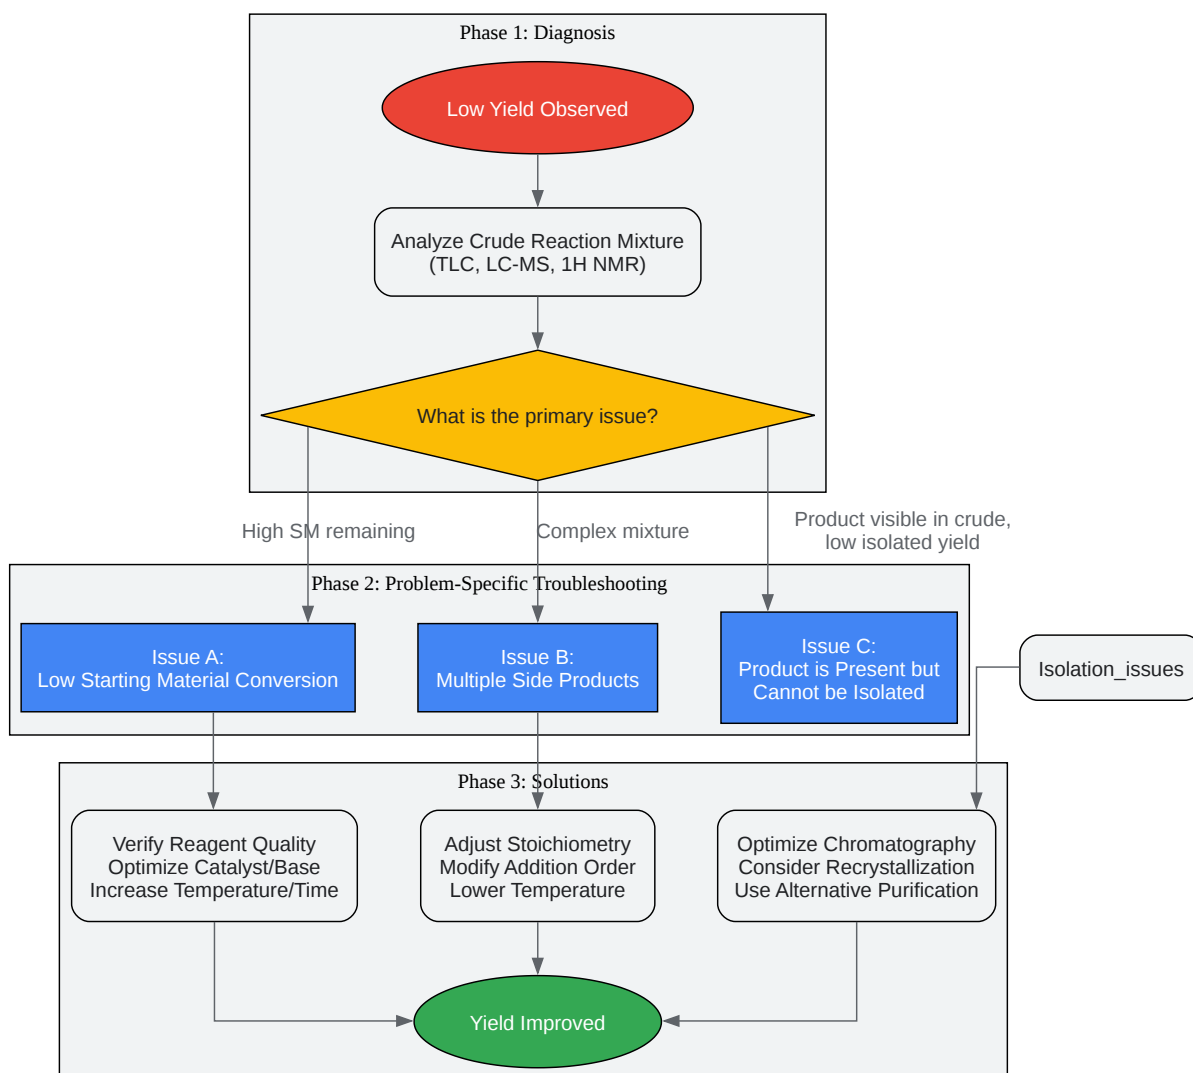 Phase 1: Diagnosis
Low Yield Observed
Analyze Crude Reaction Mixture
(TLC, LC-MS, 1H NMR)
What is the primary issue?
High SM remaining
Complex mixture
Product visible in crude,
low isolated yield
Phase 2: Problem-Specific Troubleshooting
Issue A:
Low Starting Material Conversion
Issue B:
Multiple Side Products
Issue C:
Product is Present but
Cannot be Isolated
Isolation_issues
Phase 3: Solutions
Verify Reagent Quality
Optimize Catalyst/Base
Increase Temperature/Time
Adjust Stoichiometry
Modify Addition Order
Lower Temperature
Optimize Chromatography
Consider Recrystallization
Use Alternative Purification
Yield Improved